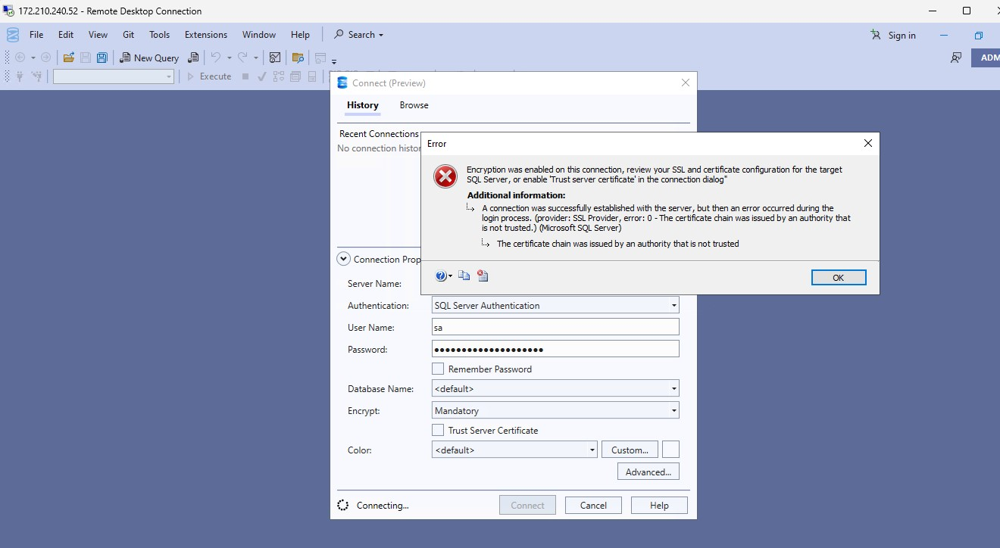 172.210.240.52 - Remote Desktop Connection
File Edit View Git Tools Extensions Window Help Search Sign in
New Query ADM
Execute
Connect (Preview)
History Browse
Recent Connections
No connection histor
Error
Encryption was enabled on this connection, review your SSL and certificate configuration for the target
SQL Server, or enable 'Trust server certificate' in the connection dialog"
Additional information:
A connection was successfully established with the server, but then an error occurred during the
login process. (provider: SSL Provider, error: 0 - The certificate chain was issued by an authority that
is not trusted.) (Microsoft SQL Server)
The certificate chain was issued by an authority that is not trusted
OK
Connection Prop
Server Name:
Authentication: SQL Server Authentication
User Name: sa
Password: ••••••••••••••••••••
Remember Password
Database Name: <default>
Encrypt: Mandatory
Trust Server Certificate
Color: <default> Custom...
Advanced...
Connecting... Connect Cancel Help